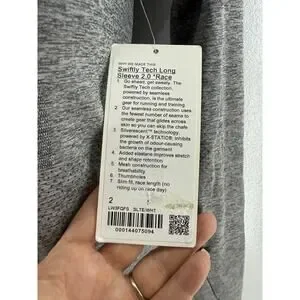 WHY WE MADE THIS
Swiftly Tech Long
Sleeve 2.0 *Race
1 Go ahead, get sweaty. The
Swiftly Tech collection,
powered by seamless
construction, is the ultimate
gear for running and training
2 Seamless construction uses
the fewest number of seams to
create gear that glides across
skin so you can skip the chafe
3 Silverescent™ technology,
powered by X-STATIC®, inhibits
the growth of odour-causing
bacteria on the garment
4 Added elastane improves stretch
and shape retention
5 Mesh construction for
breathability
6 Thumbholes
7 Slim fit, race length (no
riding up on race day)
2
LW3FQFS SLTE/WHT
000144075094